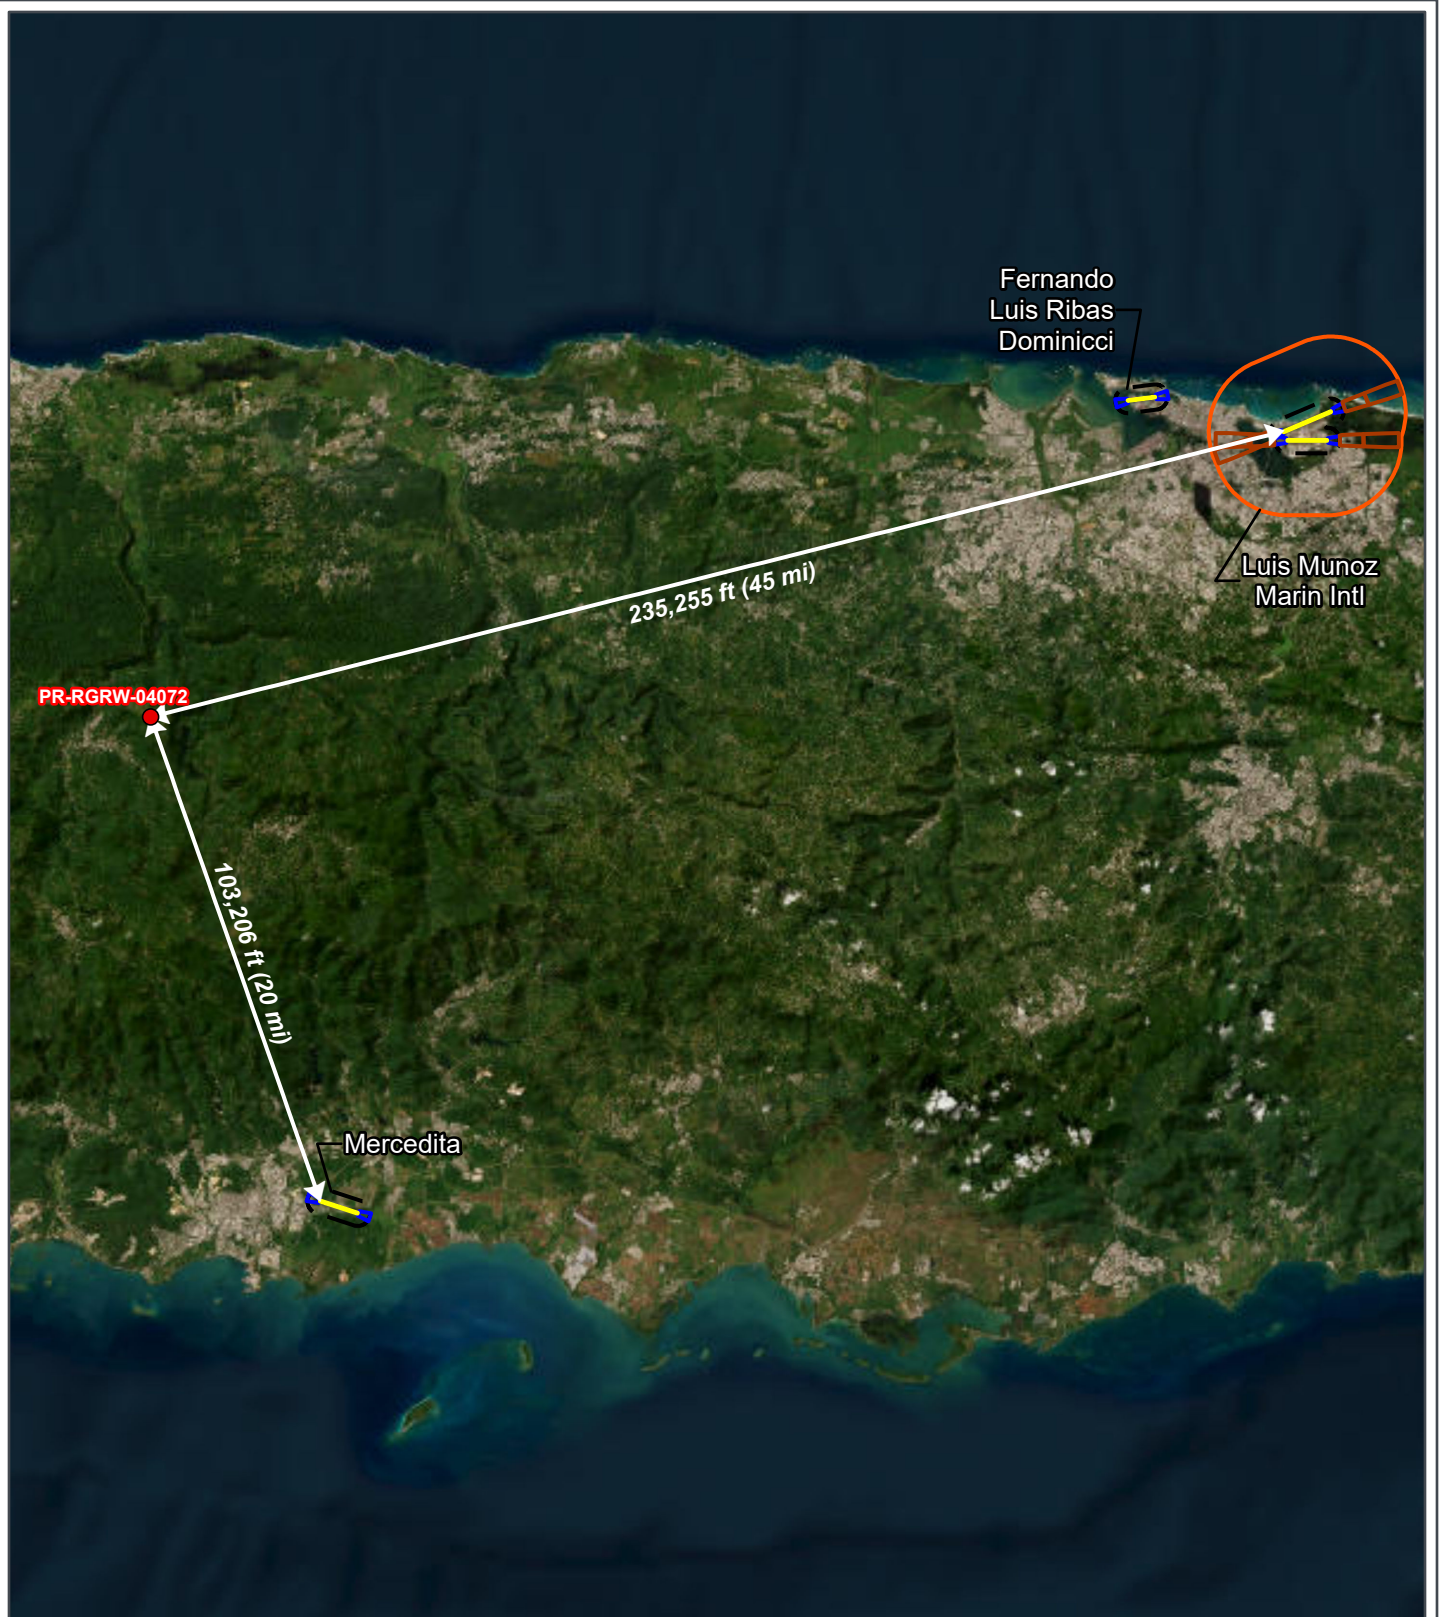 Fernando
Luis Ribas
Dominicci
Luis Munoz
Marin Intl
235,255 ft (45 mi)
PR-RGRW-04072
103,206 ft (20 mi)
Mercedita